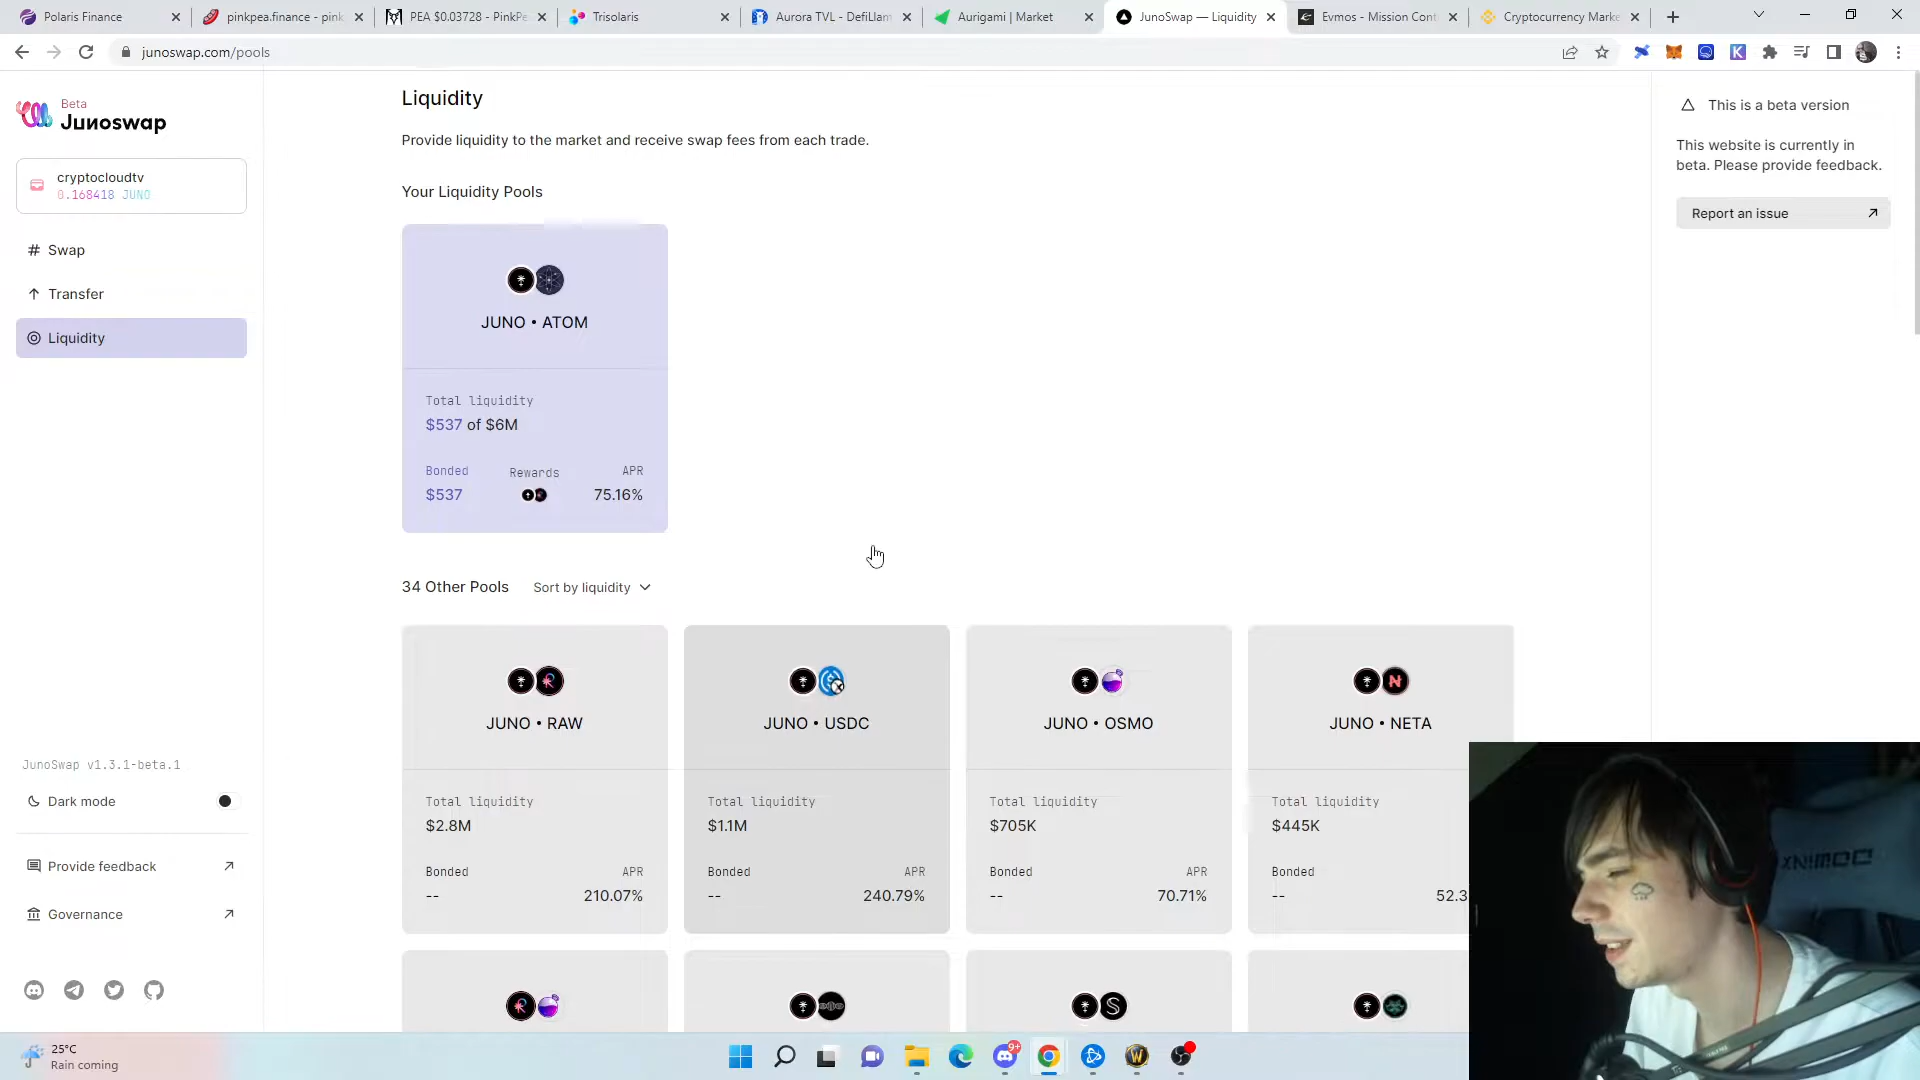 Polaris Finance
pinkpea.finance - pink
PEA $0.03728 - PinkPe
Trisolaris
Aurora TVL - DefiLlam
Aurigami | Market
JunoSwap — Liquidity
Evmos - Mission Cont
Cryptocurrency Marke
junoswap.com/pools
Beta
Junoswap
cryptocloudtv
0.168418 JUNO
Swap
Transfer
Liquidity
JunoSwap v1.3.1-beta.1
Dark mode
Provide feedback
Governance
Liquidity
Provide liquidity to the market and receive swap fees from each trade.
Your Liquidity Pools
JUNO • ATOM
Total liquidity
$537 of $6M
Bonded Rewards APR
$537 75.16%
34 Other Pools Sort by liquidity
JUNO • RAW
Total liquidity
$2.8M
Bonded APR
-- 210.07%
JUNO • USDC
Total liquidity
$1.1M
Bonded APR
-- 240.79%
JUNO • OSMO
Total liquidity
$705K
Bonded APR
-- 70.71%
JUNO • NETA
Total liquidity
$445K
Bonded
-- 52.3
This is a beta version
This website is currently in
beta. Please provide feedback.
Report an issue
25°C
Rain coming
9+